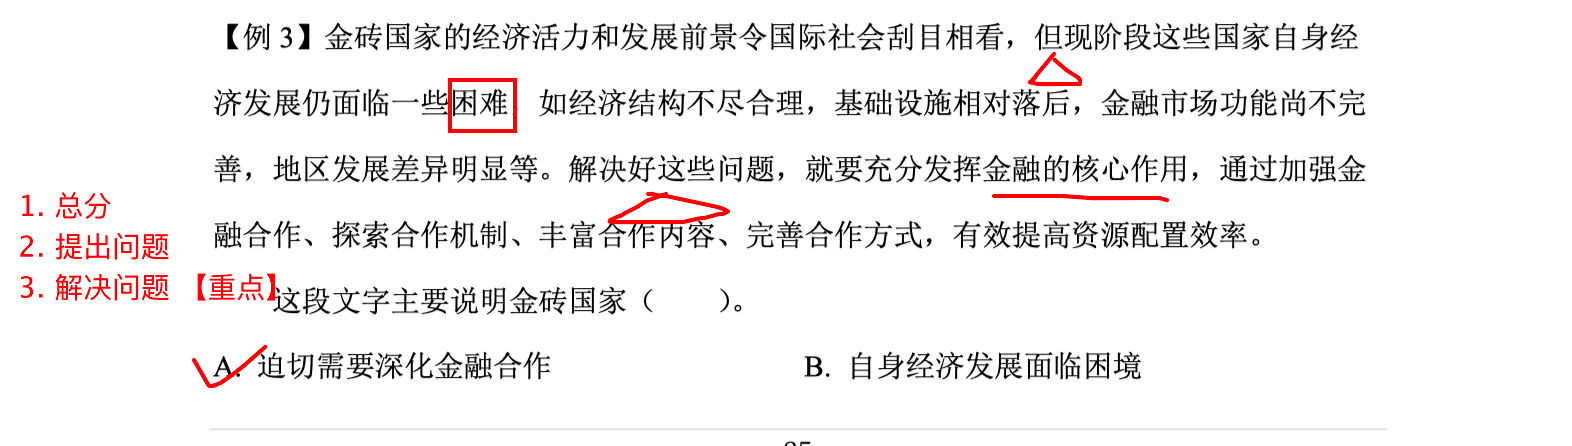 【例 3】金砖国家的经济活力和发展前景令国际社会刮目相看，但现阶段这些国家自身经
济发展仍面临一些困难，如经济结构不尽合理，基础设施相对落后，金融市场功能尚不完
善，地区发展差异明显等。解决好这些问题，就要充分发挥金融的核心作用，通过加强金
1. 总分
融合作、探索合作机制、丰富合作内容、完善合作方式，有效提高资源配置效率。
2. 提出问题
3. 解决问题 【重点】
这段文字主要说明金砖国家（ ）。
A. 迫切需要深化金融合作 B. 自身经济发展面临困境